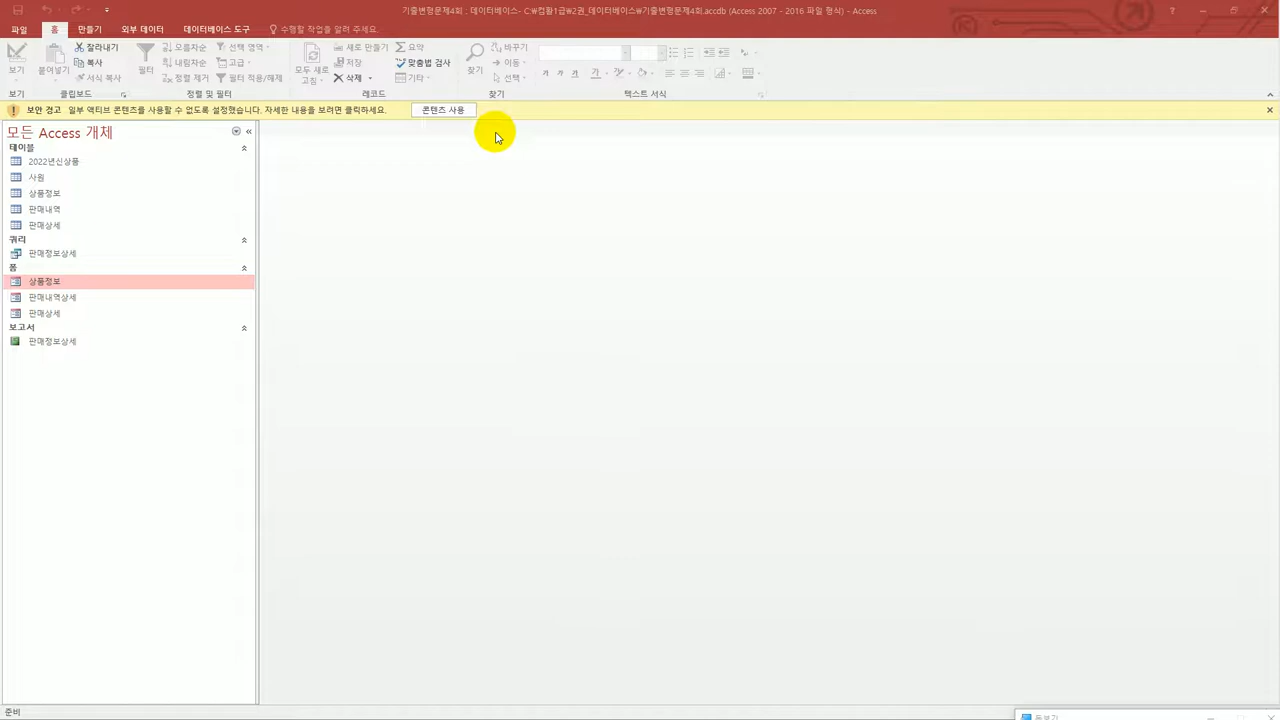 기출변형문제4회 : 데이터베이스- C:₩컴활1급₩2권_데이터베이스₩기출변형문제4회.accdb (Access 2007 - 2016 파일 형식) - Access
파일 홈 만들기 외부 데이터 데이터베이스 도구 수행할 작업을 알려 주세요.
보기 붙여넣기 잘라내기 복사 서식 복사
필터 오름차순 내림차순 정렬 제거 선택 고급 필터 적용/해제
모두 새로 고침 새로 만들기 저장 삭제 요약 맞춤법 검사 기타
찾기 바꾸기 이동 선택
가 가 가 가
보기 클립보드 정렬 및 필터 레코드 찾기 텍스트 서식
보안 경고 일부 액티브 콘텐츠를 사용할 수 없도록 설정했습니다. 자세한 내용을 보려면 클릭하세요. 콘텐츠 사용
모든 Access 개체
테이블
2022년신상품
사원
상품정보
판매내역
판매상세
쿼리
판매정보상세
폼
상품정보
판매내역상세
판매상세
보고서
판매정보상세
준비
돋보기